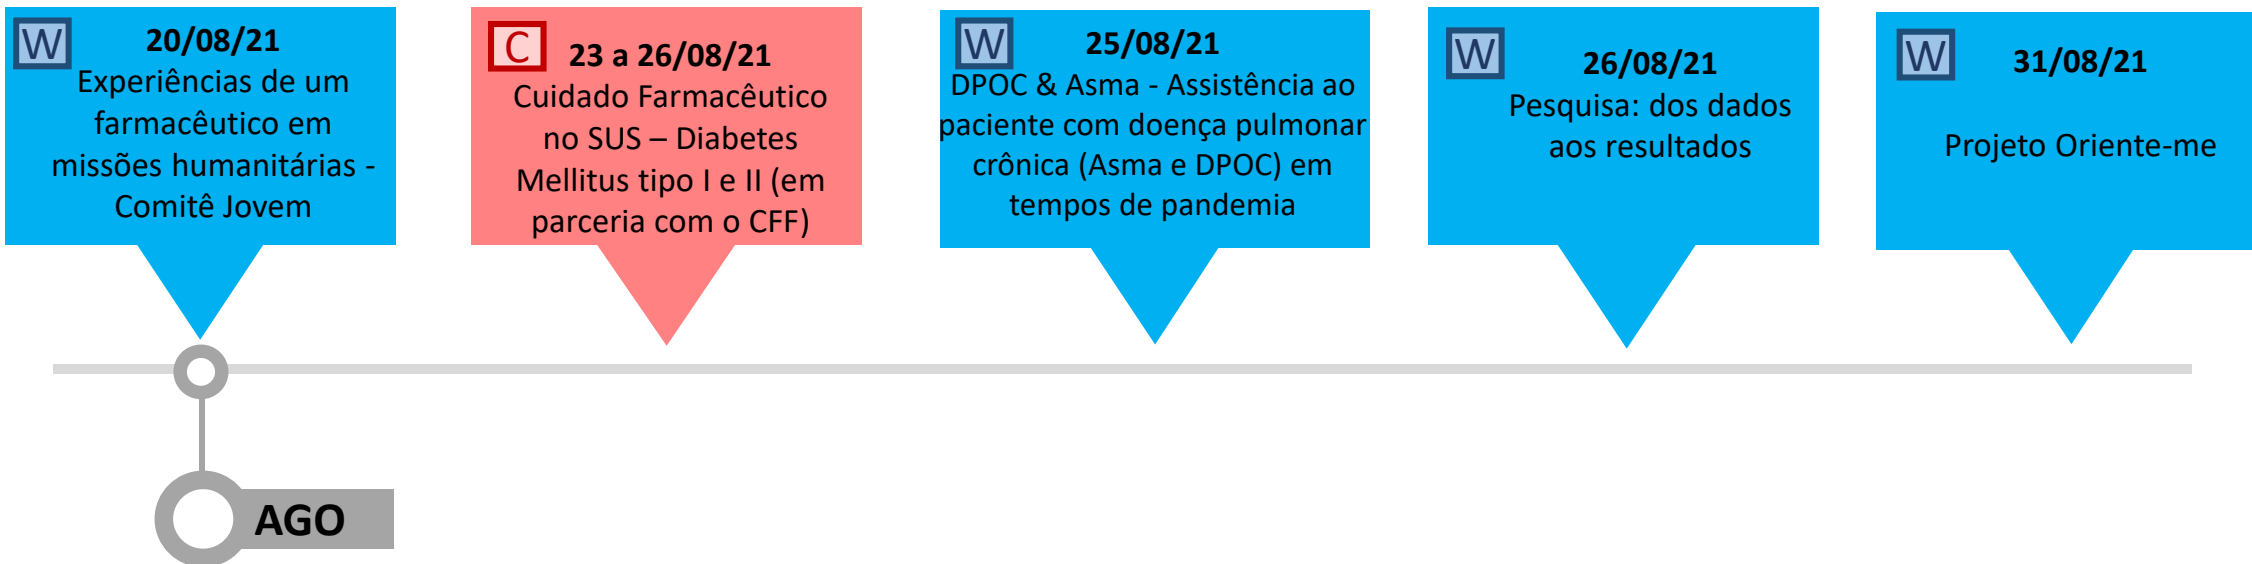 W
20/08/21
Experiências de um
farmacêutico em
missões humanitárias -
Comitê Jovem
C
23 a 26/08/21
Cuidado Farmacêutico
no SUS – Diabetes
Mellitus tipo I e II (em
parceria com o CFF)
W
25/08/21
DPOC & Asma - Assistência ao
paciente com doença pulmonar
crônica (Asma e DPOC) em
tempos de pandemia
W
26/08/21
Pesquisa: dos dados
aos resultados
W
31/08/21
Projeto Oriente-me
AGO